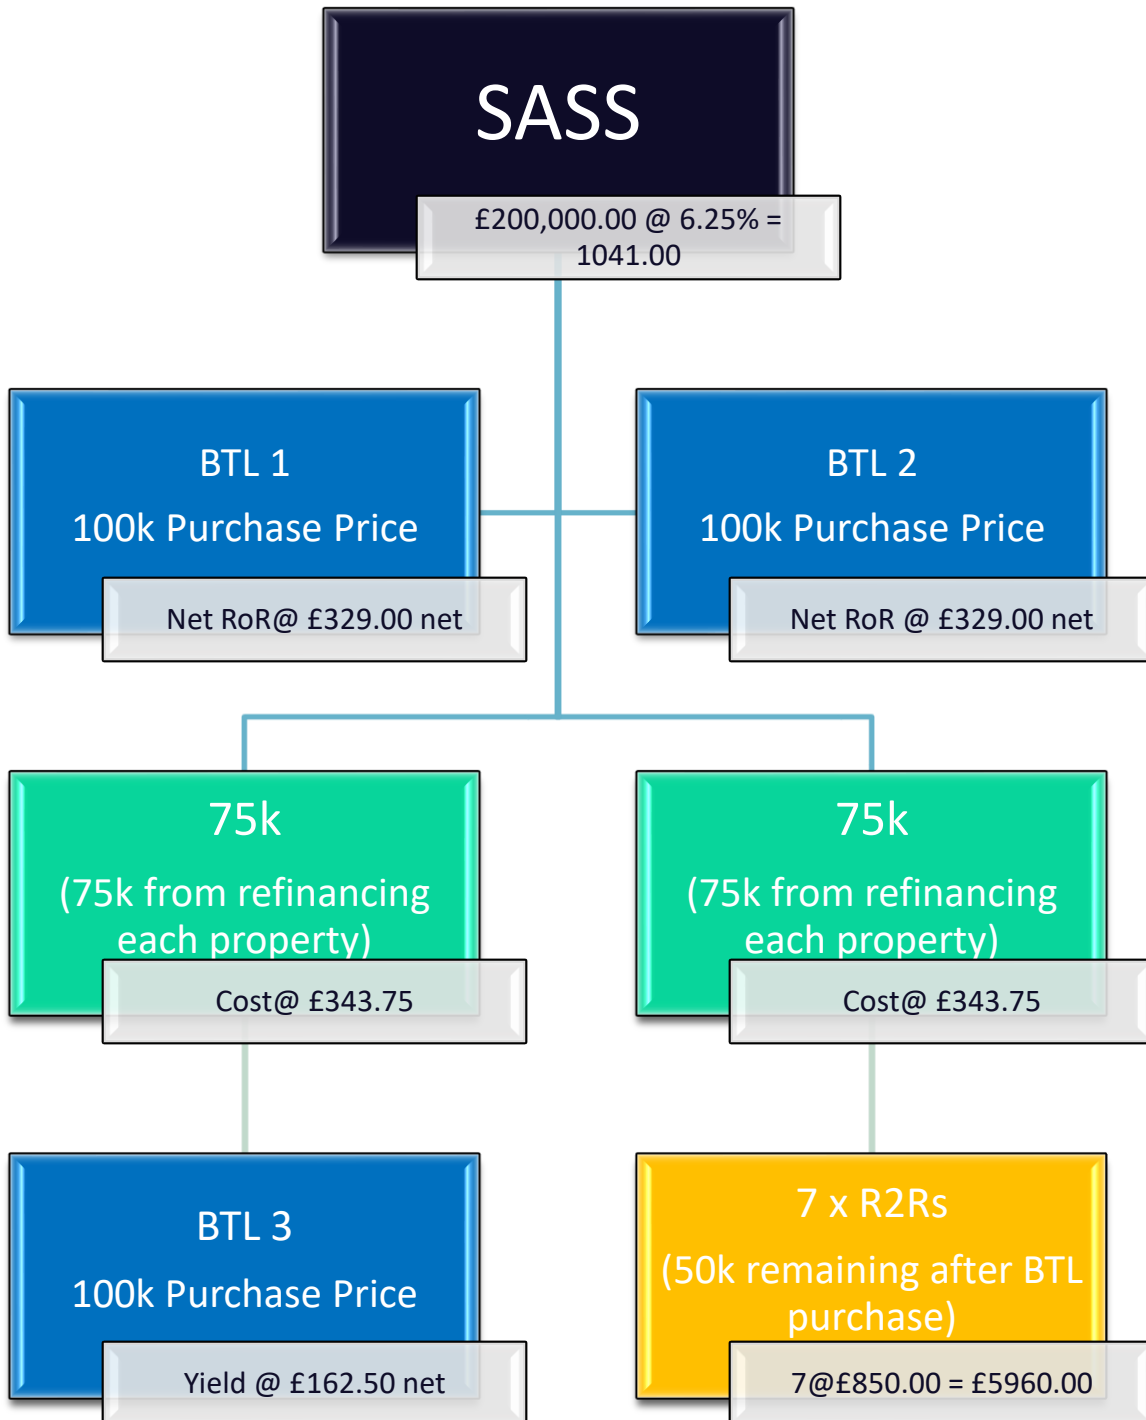 SASS
£200,000.00 @ 6.25% =
1041.00
BTL 1
100k Purchase Price
Net RoR@ £329.00 net
BTL 2
100k Purchase Price
Net RoR @ £329.00 net
75k
(75k from refinancing
each property)
Cost@ £343.75
75k
(75k from refinancing
each property)
Cost@ £343.75
BTL 3
100k Purchase Price
Yield @ £162.50 net
7 x R2Rs
(50k remaining after BTL
purchase)
7@£850.00 = £5960.00